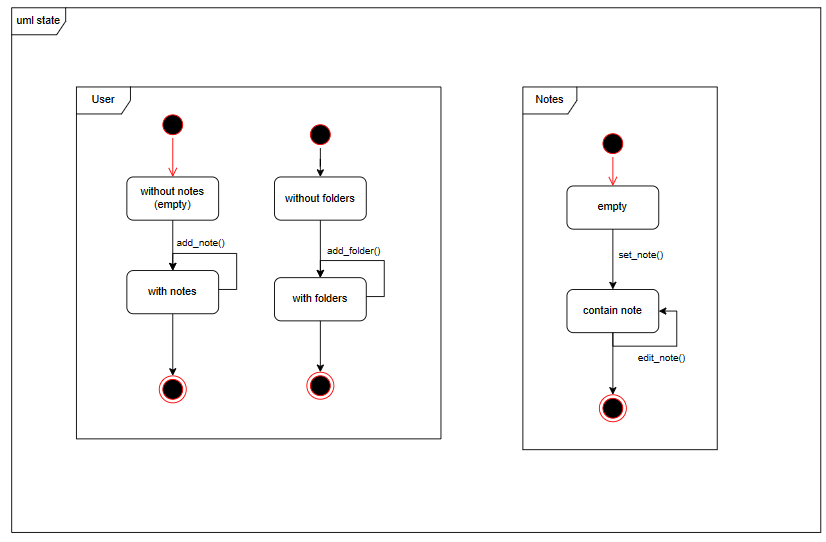 uml state
User
Notes
without notes
(empty)
without folders
empty
add_note()
add_folder()
set_note()
with notes
with folders
contain note
edit_note()